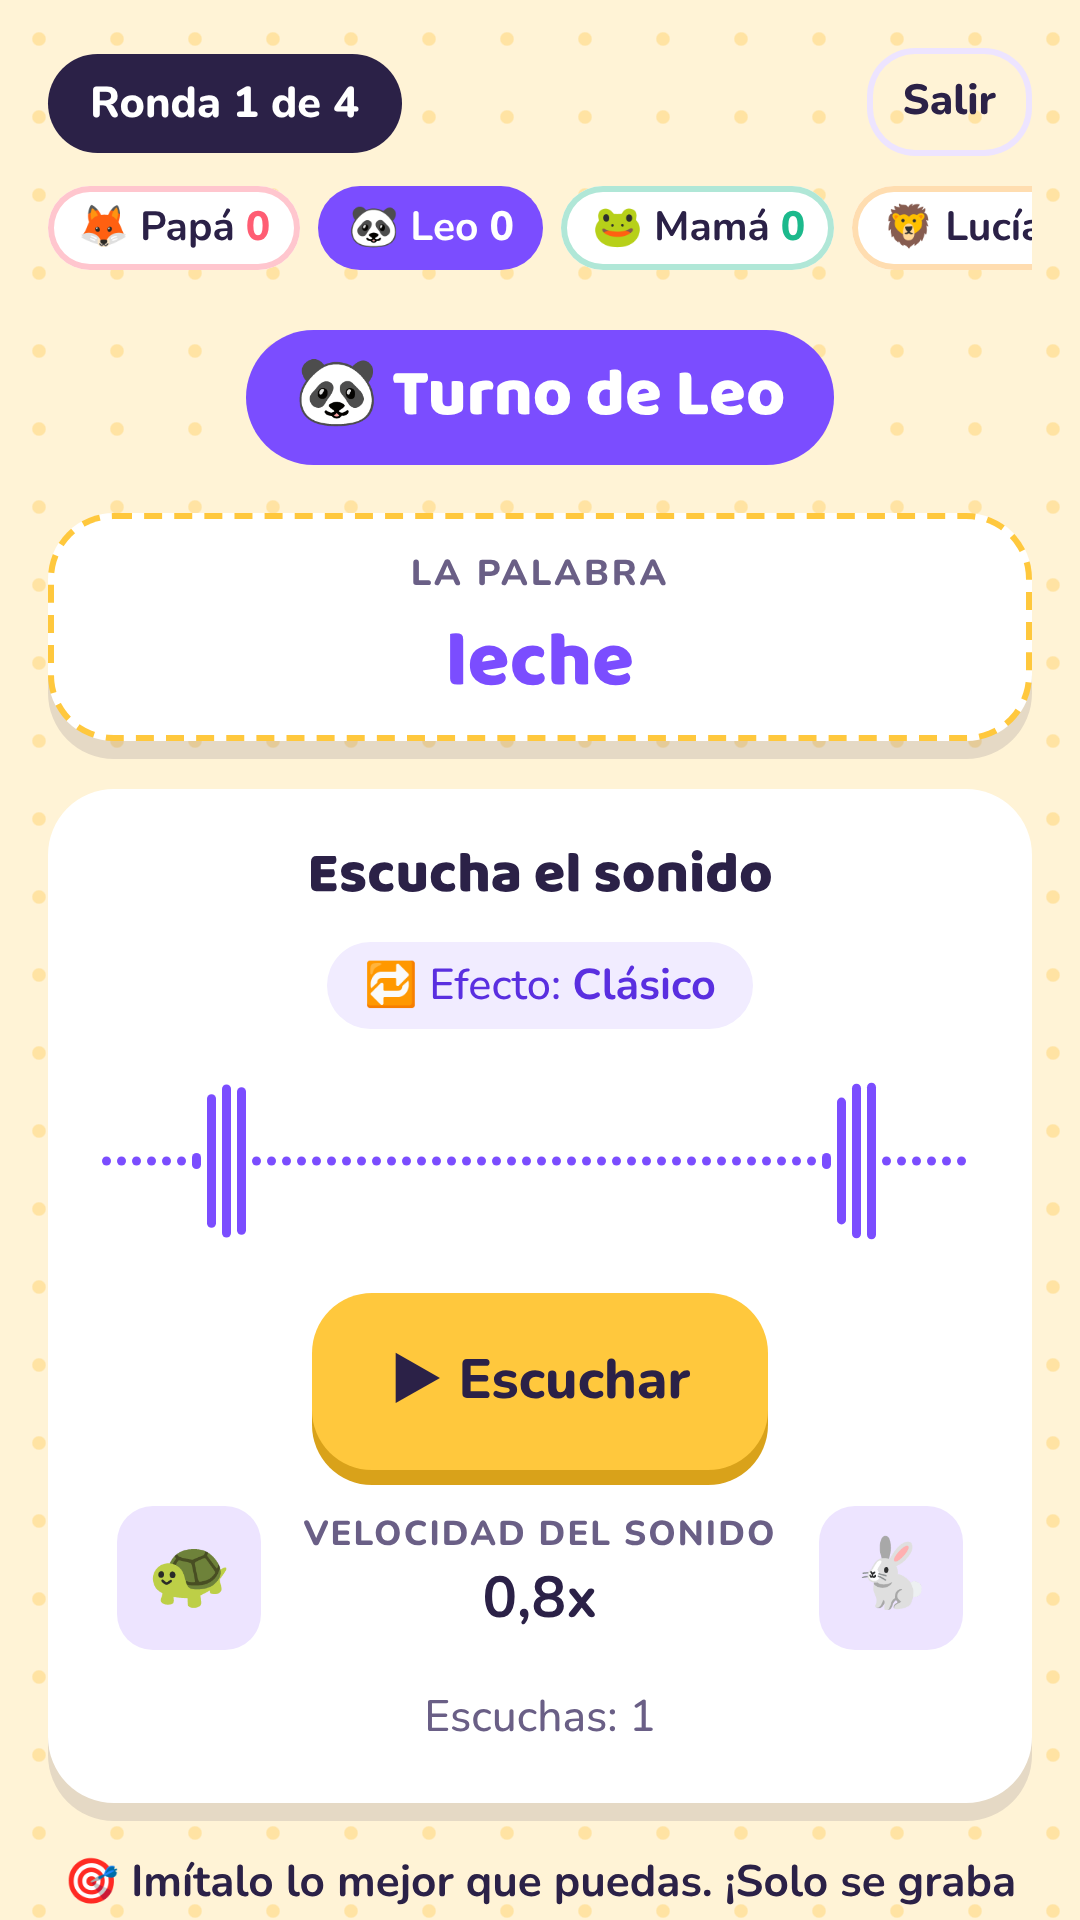 Ronda 1 de 4
Salir
Papá 0
Leo 0
Mamá 0
Lucía
Turno de Leo
LA PALABRA
leche
Escucha el sonido
Efecto: Clásico
Escuchar
VELOCIDAD DEL SONIDO
0,8x
Escuchas: 1
Imítalo lo mejor que puedas. ¡Solo se graba